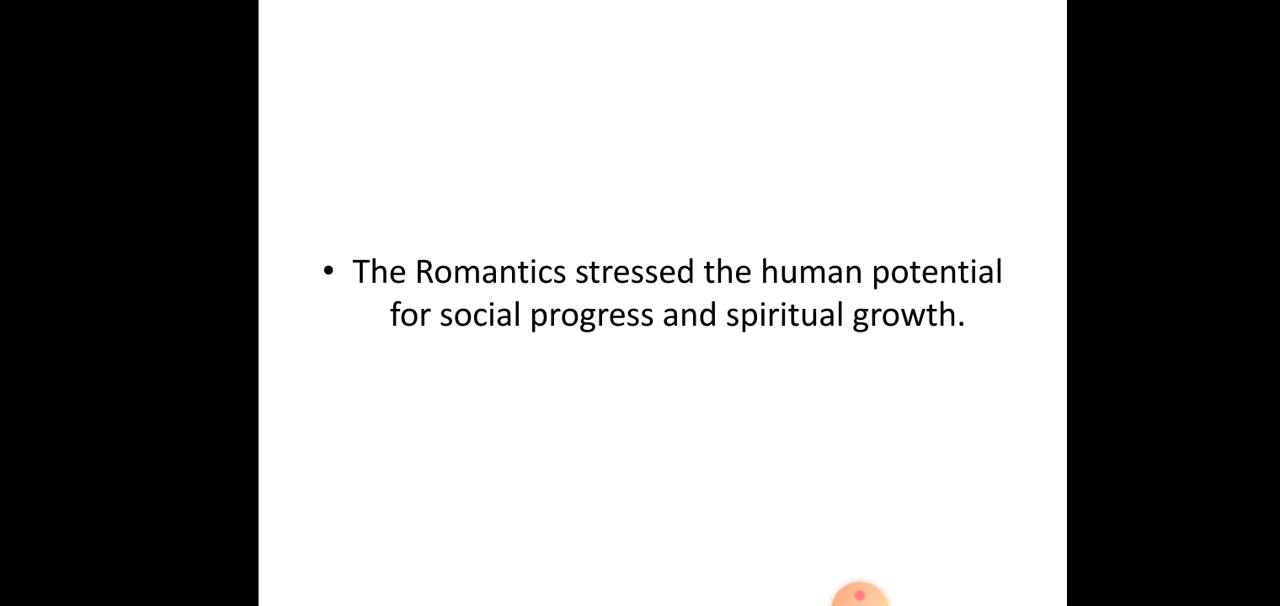 • The Romantics stressed the human potential
for social progress and spiritual growth.